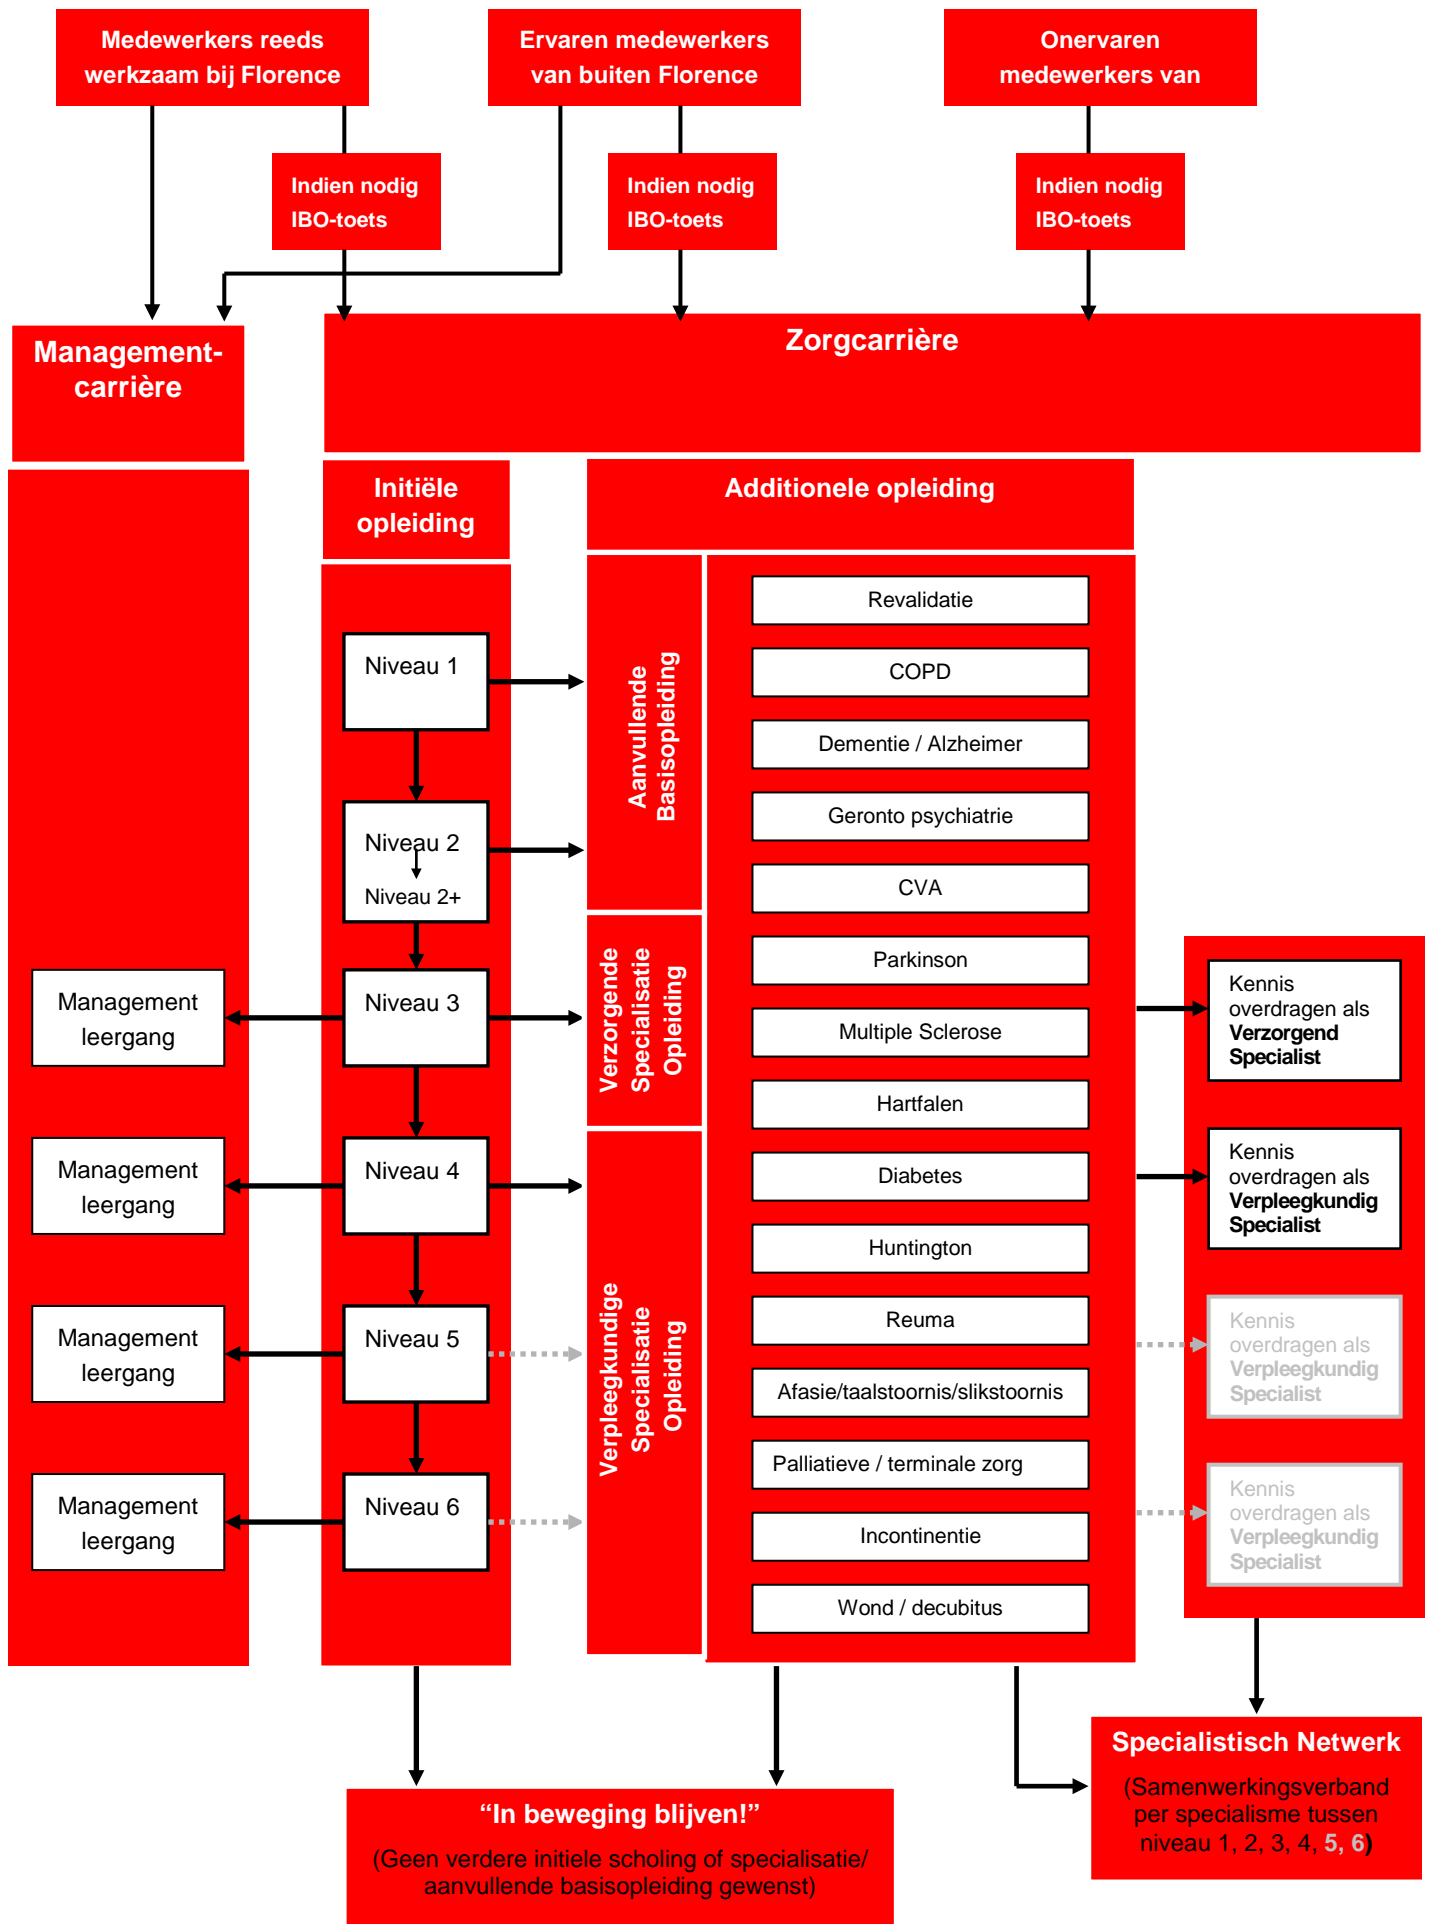 Medewerkers reeds
werkzaam bij Florence
Ervaren medewerkers
van buiten Florence
Onervaren
medewerkers van
Indien nodig
IBO-toets
Indien nodig
IBO-toets
Indien nodig
IBO-toets
Management-
carrière
Zorgcarrière
Initiële
opleiding
Additionele opleiding
Niveau 1
Niveau 2
Niveau 2+
Niveau 3
Niveau 4
Niveau 5
Niveau 6
Management
leergang
Management
leergang
Management
leergang
Management
leergang
Aanvullende
Basisopleiding
Verzorgende
Specialisatie
Opleiding
Verpleegkundige
Specialisatie
Opleiding
Revalidatie
COPD
Dementie / Alzheimer
Geronto psychiatrie
CVA
Parkinson
Multiple Sclerose
Hartfalen
Diabetes
Huntington
Reuma
Afasie/taalstoornis/slikstoornis
Palliatieve / terminale zorg
Incontinentie
Wond / decubitus
Kennis
overdragen als
Verzorgend
Specialist
Kennis
overdragen als
Verpleegkundig
Specialist
Kennis
overdragen als
Verpleegkundig
Specialist
Kennis
overdragen als
Verpleegkundig
Specialist
“In beweging blijven!”
(Geen verdere initiele scholing of specialisatie/
aanvullende basisopleiding gewenst)
Specialistisch Netwerk
(Samenwerkingsverband
per specialisme tussen
niveau 1, 2, 3, 4, 5, 6)